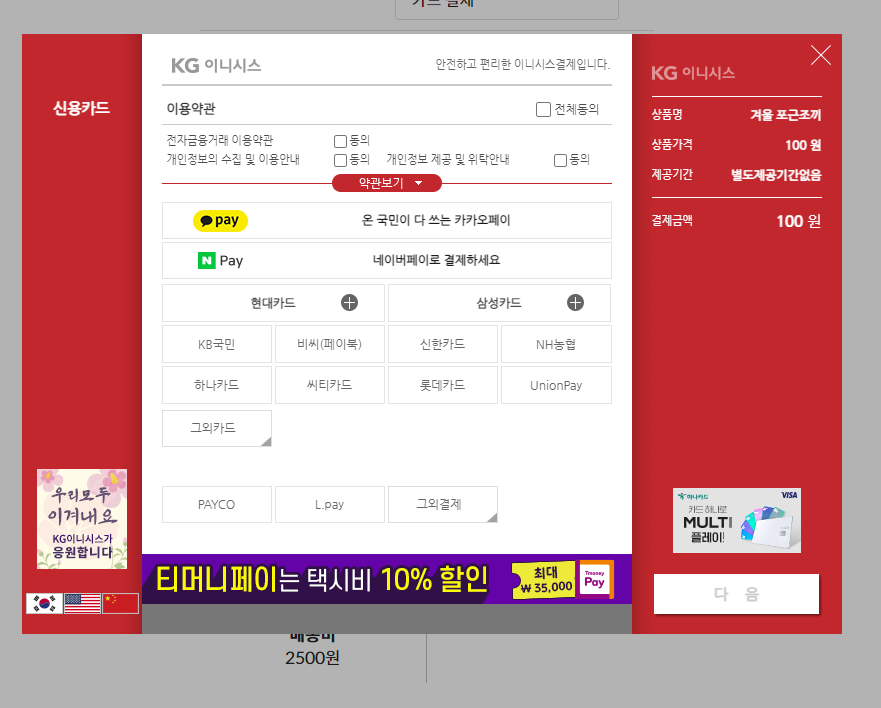 카드 결제
KG 이니시스
안전하고 편리한 이니시스결제입니다.
신용카드
이용약관
전체동의
전자금융거래 이용약관
동의
개인정보의 수집 및 이용안내
동의
개인정보 제공 및 위탁안내
동의
약관보기
pay
온 국민이 다 쓰는 카카오페이
N Pay
네이버페이로 결제하세요
현대카드
삼성카드
KB국민
비씨(페이북)
신한카드
NH농협
하나카드
씨티카드
롯데카드
UnionPay
그외카드
PAYCO
L.pay
그외결제
우리모두
이겨내요
KG이니시스가
응원합니다
티머니페이는 택시비 10% 할인
최대
₩ 35,000
Tmoney
Pay
KG 이니시스
상품명 겨울 포근조끼
상품가격 100 원
제공기간 별도제공기간없음
결제금액 100 원
하나카드
VISA
카드 하나로
MULTI
플레이!
다 음
배송비
2500원